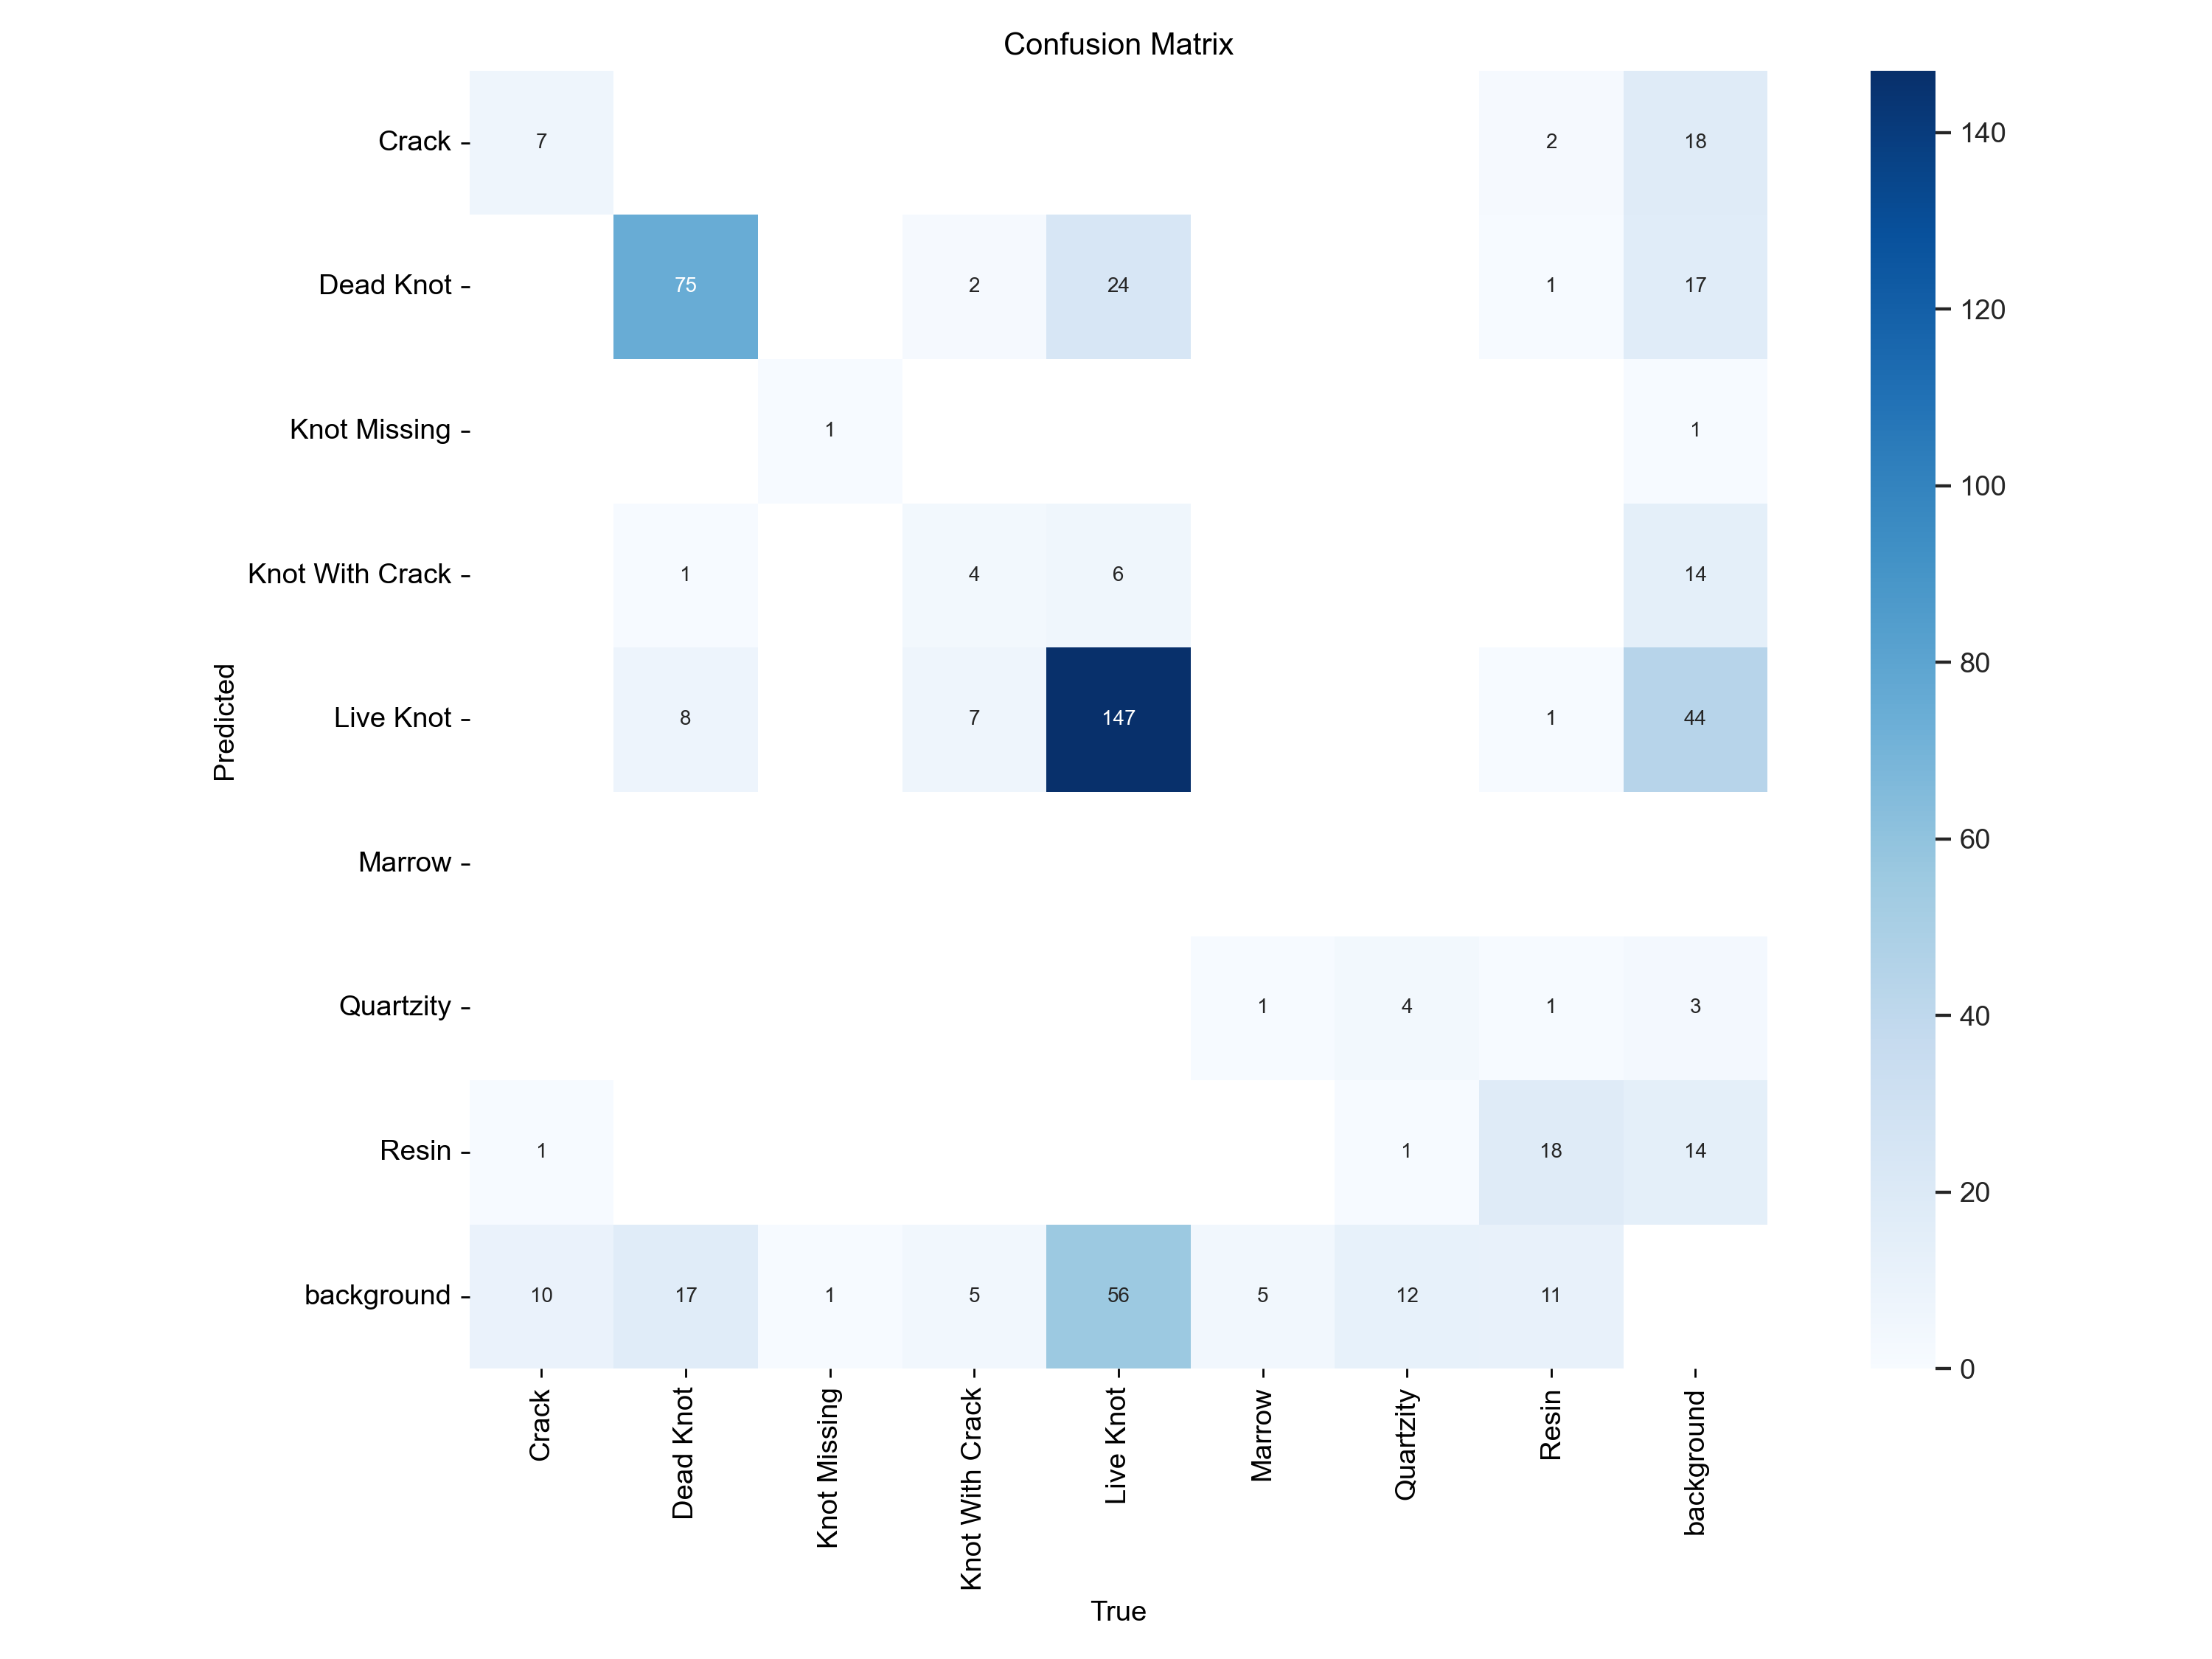 Confusion Matrix
Crack 7 2 18
Dead Knot 75 2 24 1 17
Knot Missing 1 1
Knot With Crack 1 4 6 14
Live Knot 8 7 147 1 44
Marrow
Quartzity 1 4 1 3
Resin 1 1 18 14
background 10 17 1 5 56 5 12 11
Predicted
Crack
Dead Knot
Knot Missing
Knot With Crack
Live Knot
Marrow
Quartzity
Resin
background
True
140
120
100
80
60
40
20
0